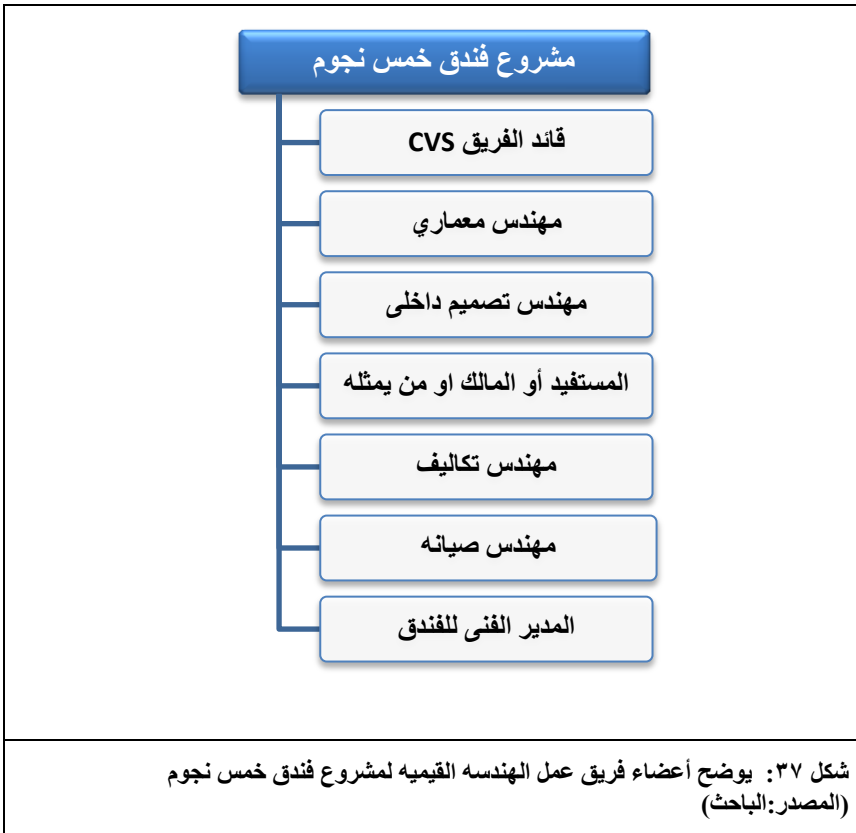 مشروع فندق خمس نجوم
قائد الفريق CVS
مهندس معماري
مهندس تصميم داخلى
المستفيد أو المالك او من يمثله
مهندس تكاليف
مهندس صيانه
المدير الفنى للفندق
شكل ٣٧: يوضح أعضاء فريق عمل الهندسه القيميه لمشروع فندق خمس نجوم
(المصدر:الباحث)